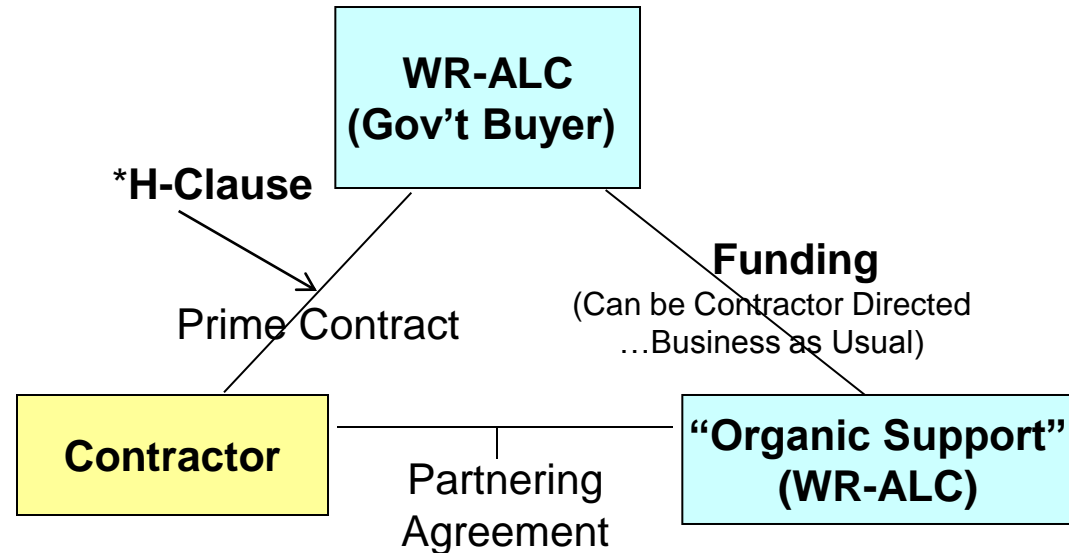 WR-ALC
(Gov’t Buyer)
*H-Clause
Prime Contract
Funding
(Can be Contractor Directed
…Business as Usual)
Contractor
Partnering
Agreement
“Organic Support”
(WR-ALC)